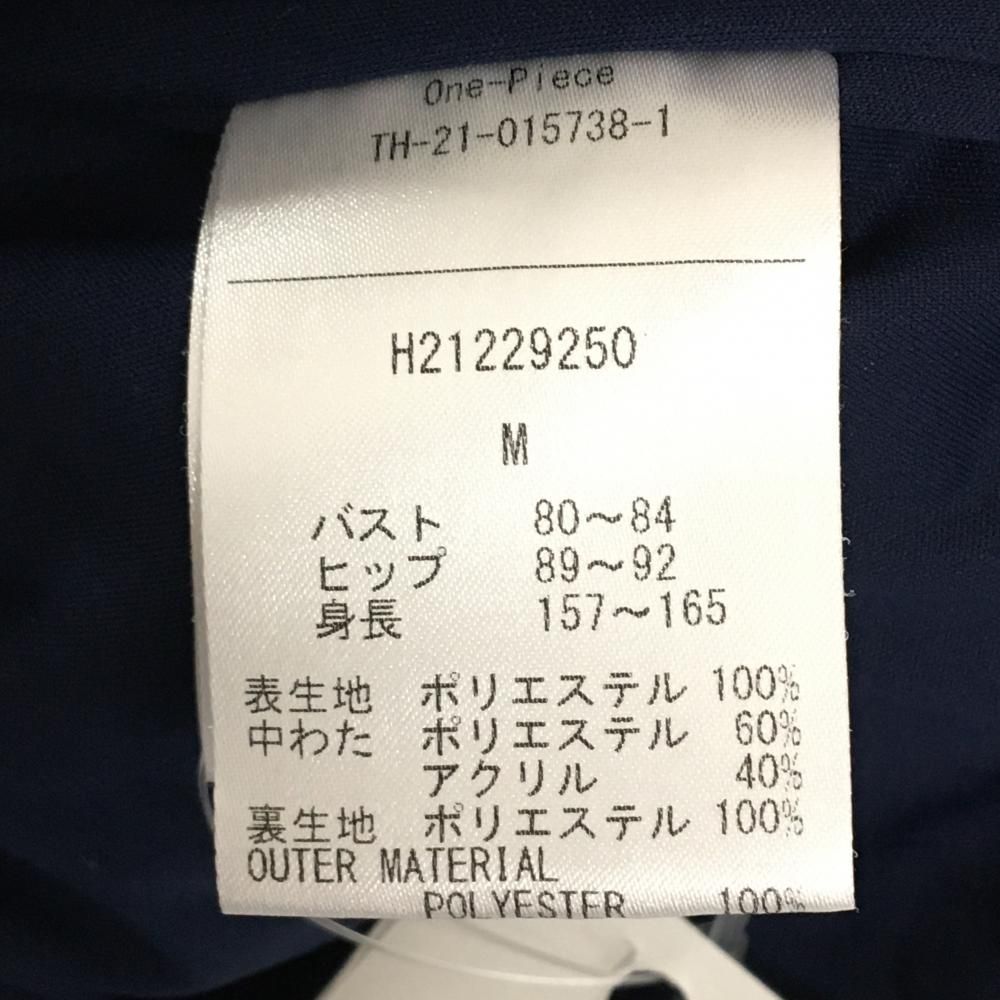 One-Piece
TH-21-015738-1
H21229250
M
バスト 80～84
ヒップ 89～92
身長 157～165
表生地 ポリエステル 100%
中わた ポリエステル 60%
アクリル 40%
裏生地 ポリエステル 100%
OUTER MATERIAL
POLYESTER 100%